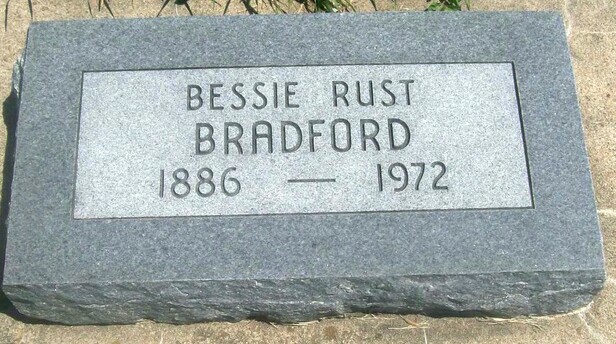 BESSIE RUST
BRADFORD
1886 — 1972